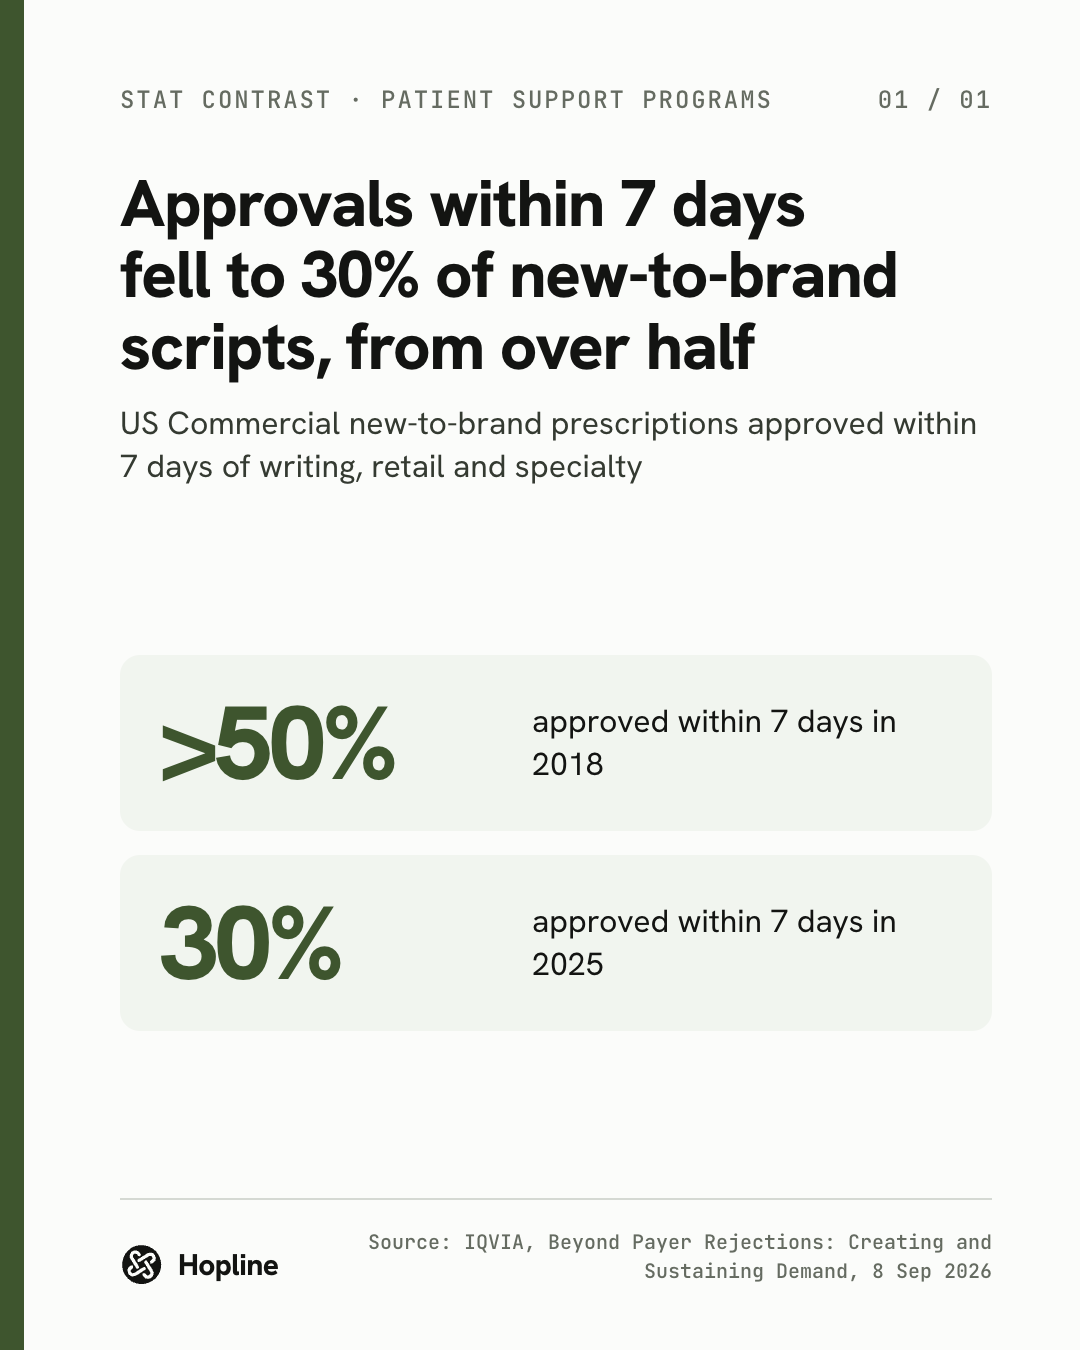 STAT CONTRAST · PATIENT SUPPORT PROGRAMS 01 / 01
Approvals within 7 days
fell to 30% of new-to-brand
scripts, from over half
US Commercial new-to-brand prescriptions approved within
7 days of writing, retail and specialty
>50%
approved within 7 days in
2018
30%
approved within 7 days in
2025
Hopline
Source: IQVIA, Beyond Payer Rejections: Creating and
Sustaining Demand, 8 Sep 2026